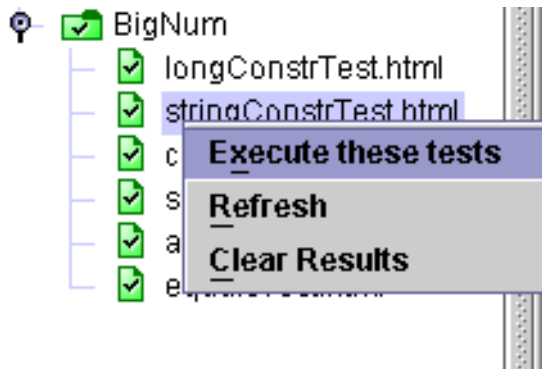 BigNum
longConstrTest.html
stringConstrTest.html
c
Execute these tests
s
Refresh
a
Clear Results